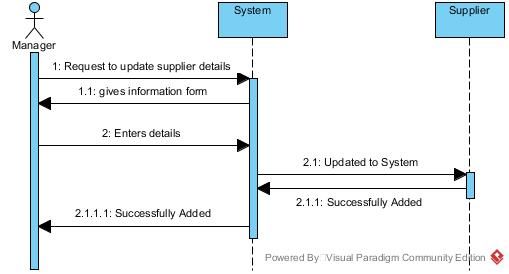 System
Supplier
Manager
1: Request to update supplier details
1.1: gives information form
2: Enters details
2.1: Updated to System
2.1.1: Successfully Added
2.1.1.1: Successfully Added
Powered By Visual Paradigm Community Edition